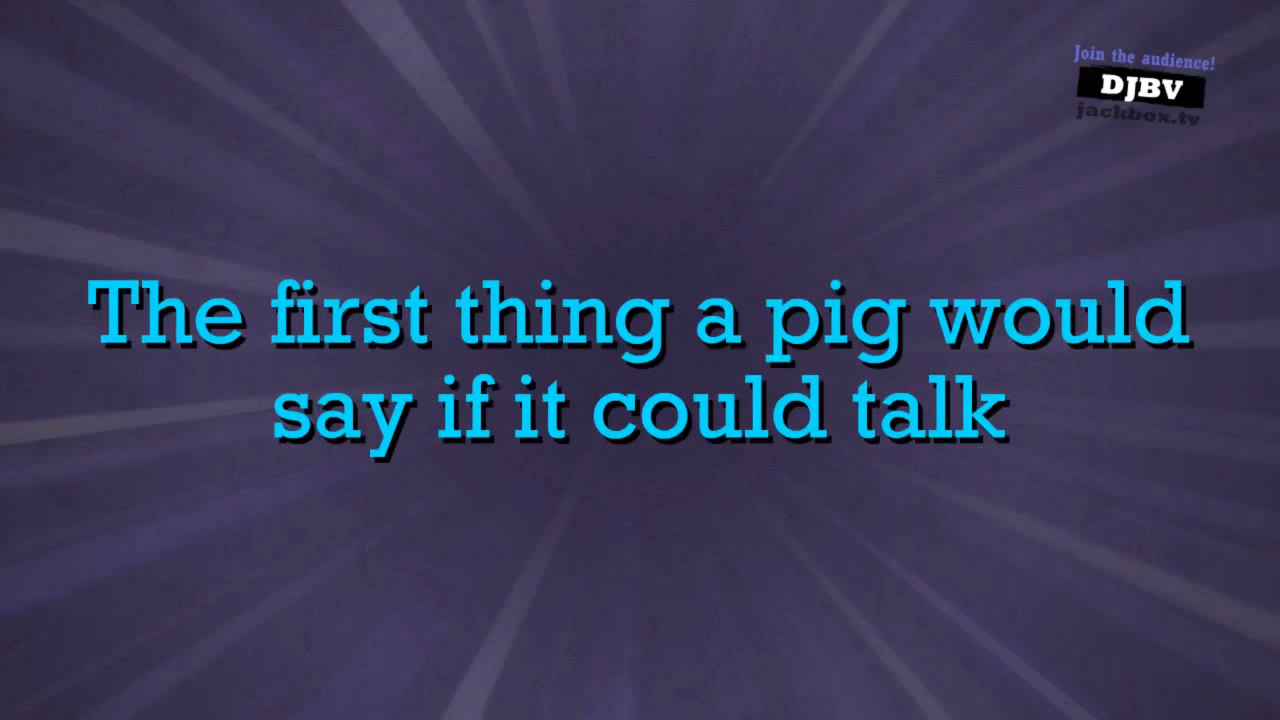 Join the audience!
DJBV
jackbox.tv
The first thing a pig would
say if it could talk